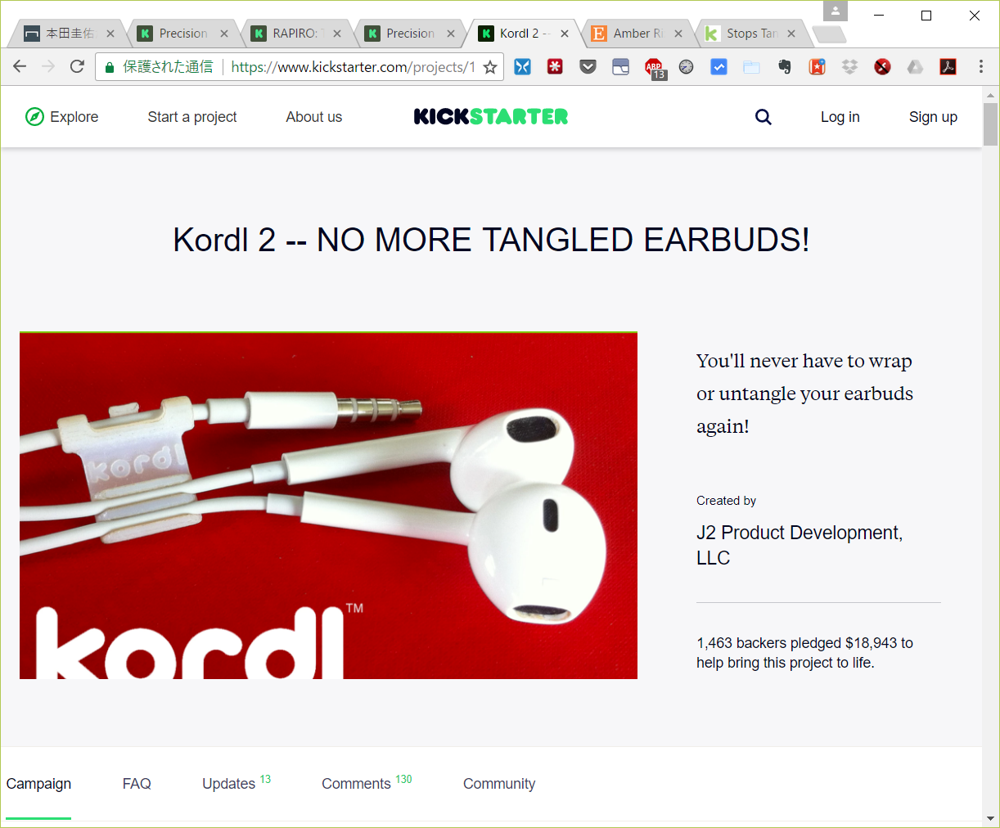 本田圭佑
Precision
RAPIRO: T
Precision
Kordl 2 --
Amber Ri
Stops Tan
保護された通信
https://www.kickstarter.com/projects/1
ABP
13
Explore
Start a project
About us
KICKSTARTER
Log in
Sign up
Kordl 2 -- NO MORE TANGLED EARBUDS!
kordl
kordl™
You'll never have to wrap
or untangle your earbuds
again!
Created by
J2 Product Development,
LLC
1,463 backers pledged $18,943 to
help bring this project to life.
Campaign
FAQ
Updates 13
Comments 130
Community